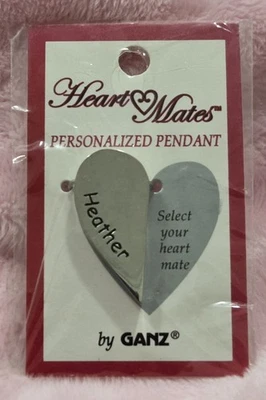 Heart Mates™
PERSONALIZED PENDANT
Heather
Select
your
heart
mate
by GANZ®